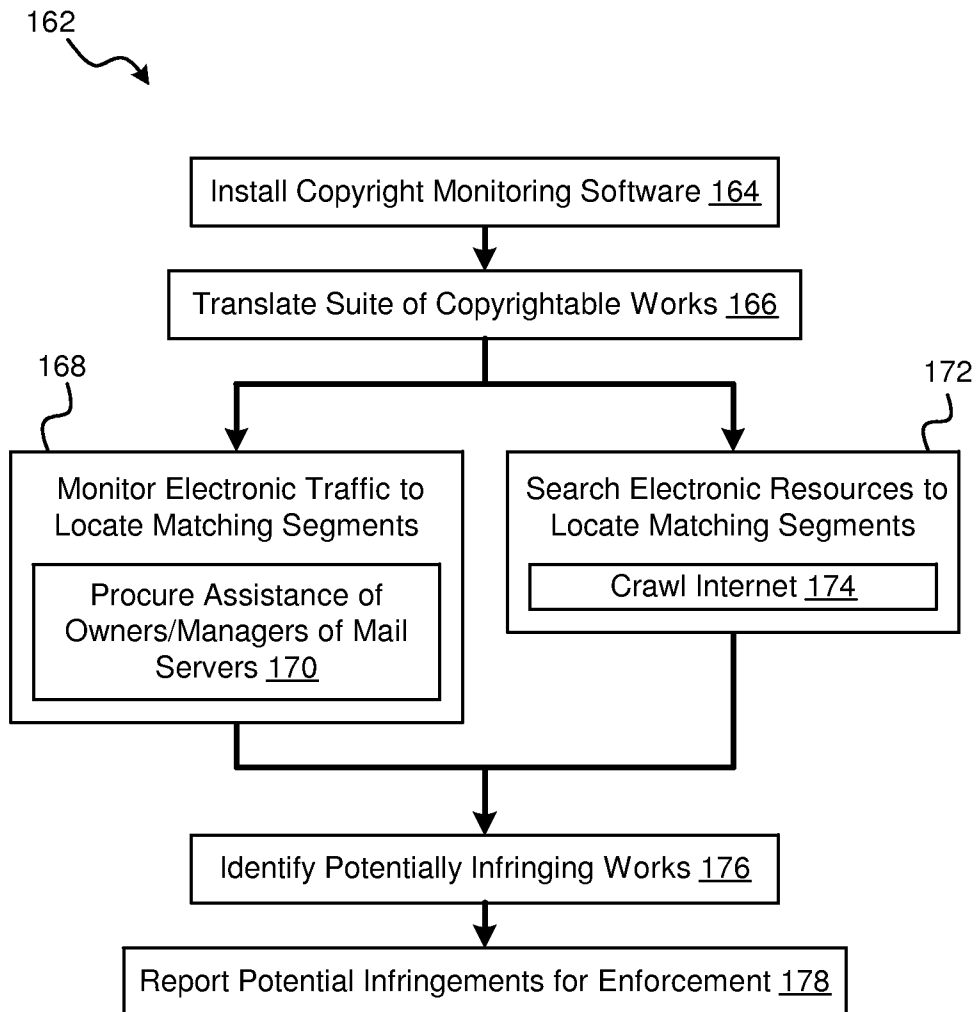 162
Install Copyright Monitoring Software 164
Translate Suite of Copyrightable Works 166
168
Monitor Electronic Traffic to
Locate Matching Segments
Procure Assistance of
Owners/Managers of Mail
Servers 170
172
Search Electronic Resources to
Locate Matching Segments
Crawl Internet 174
Identify Potentially Infringing Works 176
Report Potential Infringements for Enforcement 178